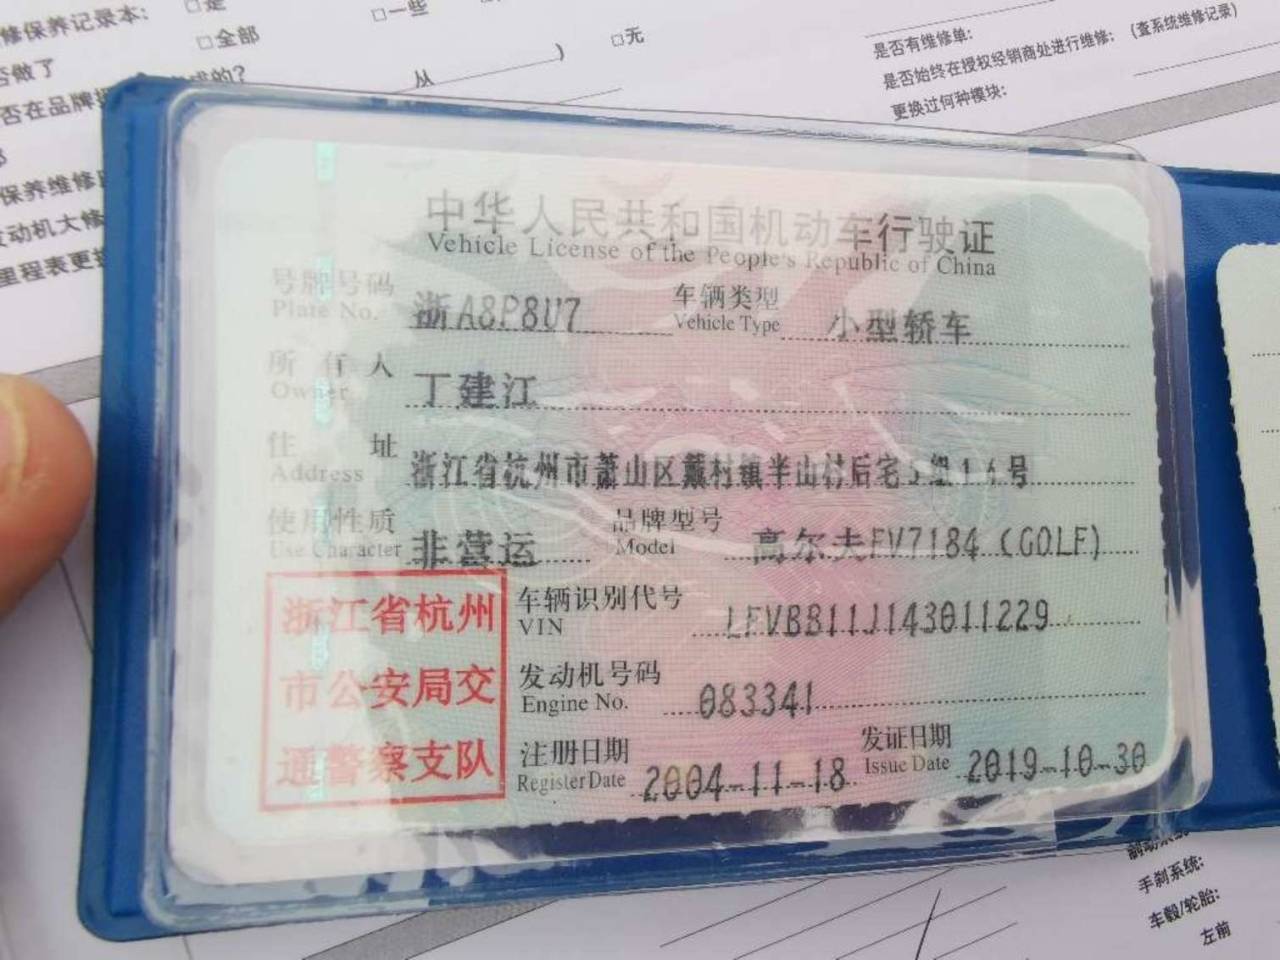 修保养记录本:
□是
□一些
否做了
□全部
□无
从
)
否在品牌
成的?
保养维修
发动机大修
里程表更换
是否有维修单:
是否始终在授权经销商处进行维修: (查系统维修记录)
更换过何种模块:
中华人民共和国机动车行驶证
Vehicle License of the People's Republic of China
号牌号码 浙A8P8U7 车辆类型 小型轿车
Plate No. Vehicle Type
所有人 丁建江
Owner
住址 浙江省杭州市萧山区戴村镇半山村后宅5组16号
Address
使用性质 非营运 品牌型号 高尔夫FV7184(GOLF)
Use Character Model
浙江省杭州
市公安局交
通警察支队
车辆识别代号 LFVBB11J143011229
VIN
发动机号码 083341
Engine No.
注册日期 2004-11-18 发证日期 2019-10-30
Register Date Issue Date
手刹系统:
车毂/轮胎:
左前